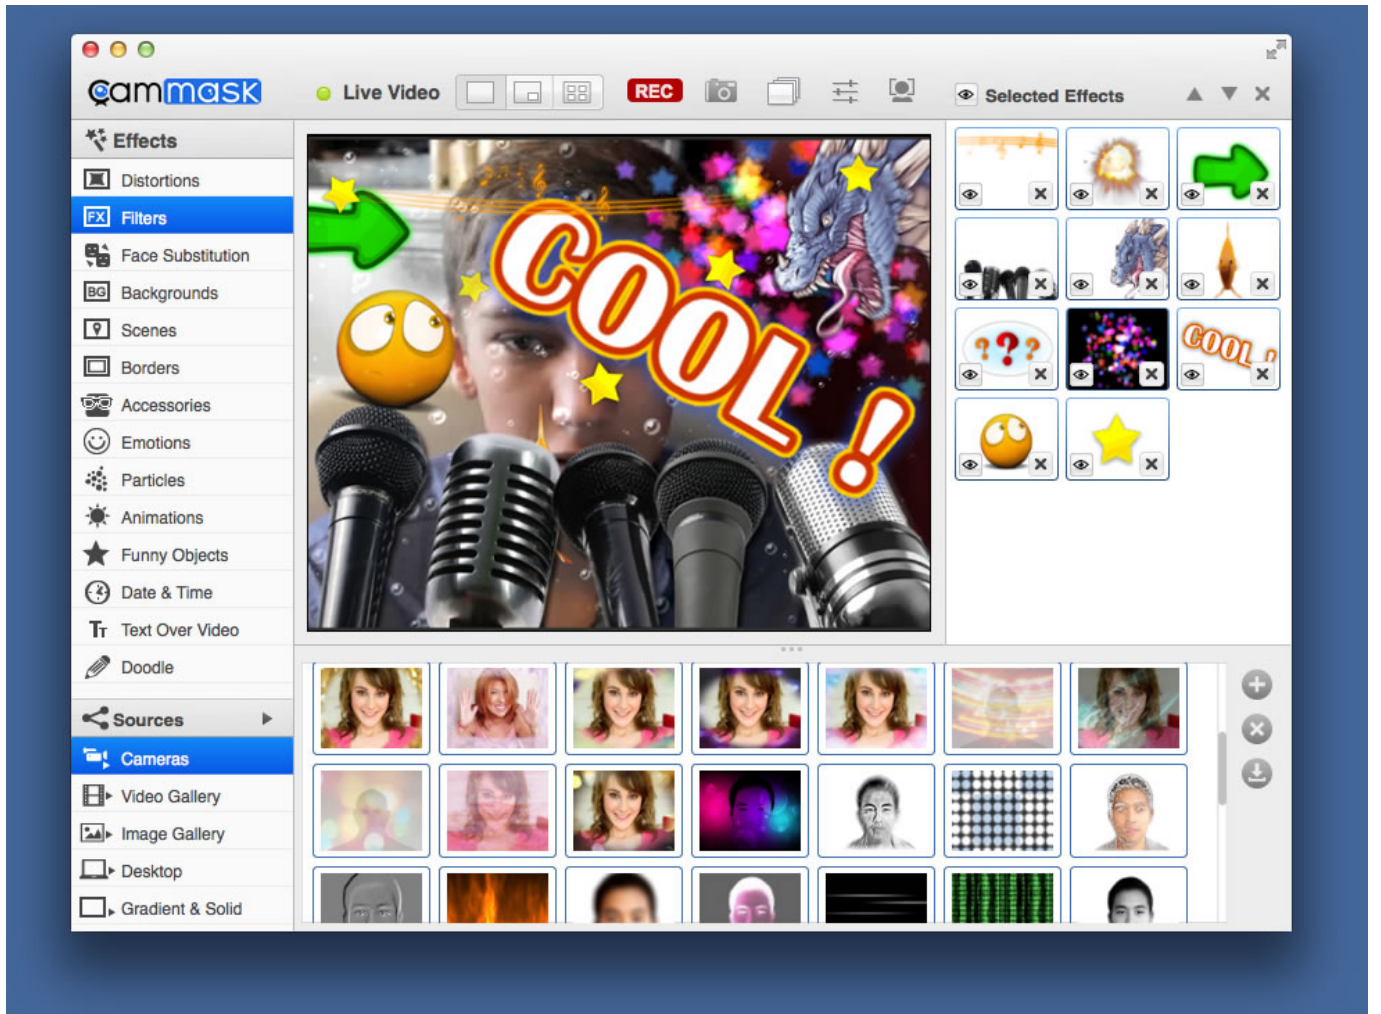 cammask
Live Video
REC
Selected Effects
Effects
Distortions
FX Filters
Face Substitution
BG Backgrounds
Scenes
Borders
Accessories
Emotions
Particles
Animations
Funny Objects
Date & Time
TT Text Over Video
Doodle
Sources
Cameras
Video Gallery
Image Gallery
Desktop
Gradient & Solid
COOL !
???
COOL !